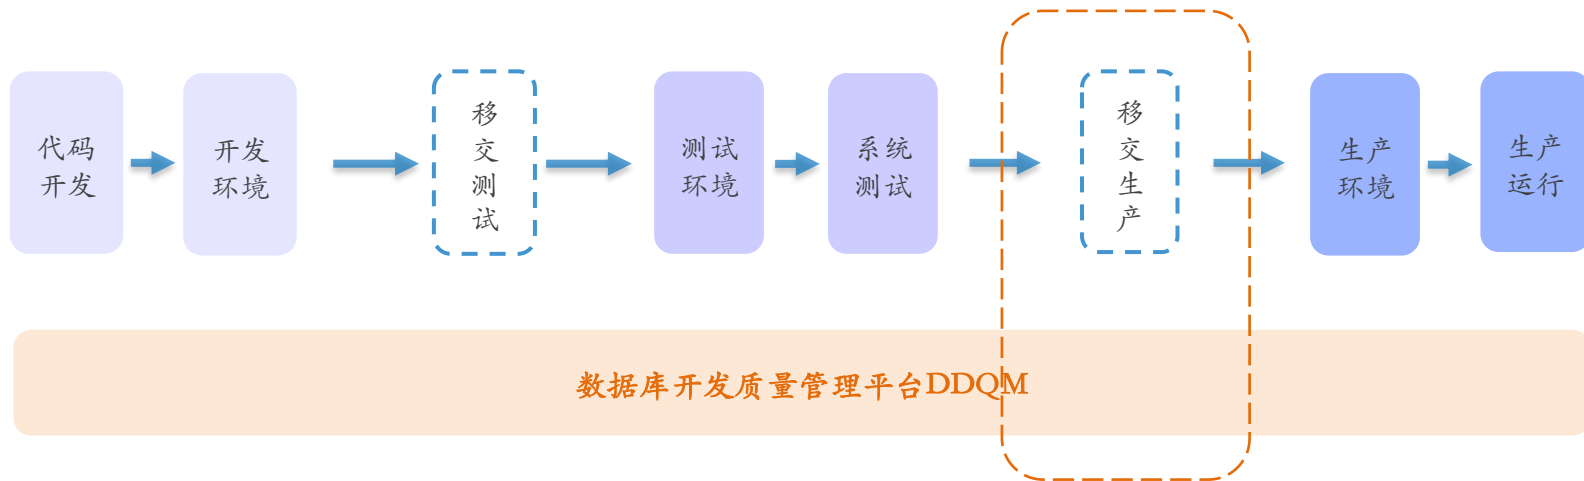 代码
开发
开发
环境
移
交
测
试
测试
环境
系统
测试
移
交
生
产
生产
环境
生产
运行
数据库开发质量管理平台DDQM